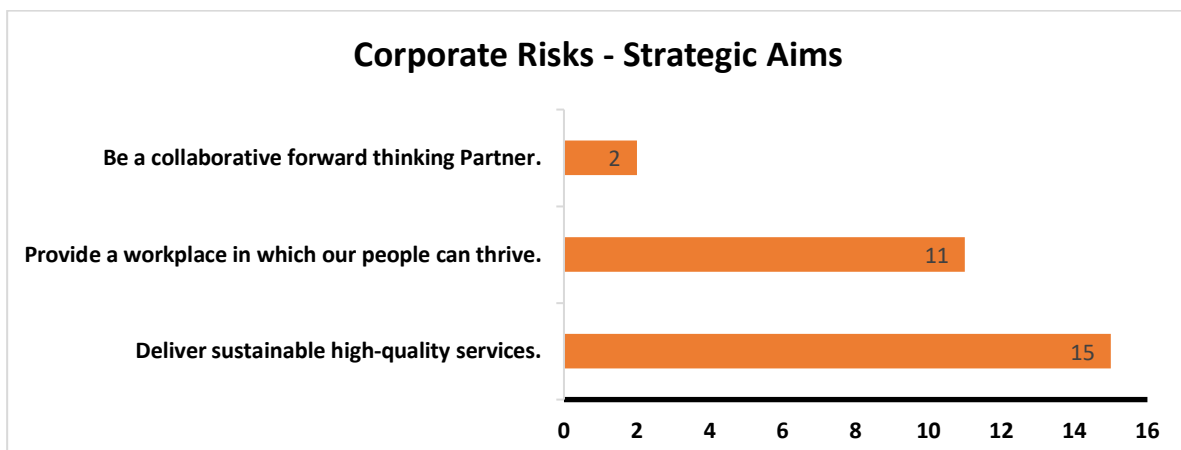 Corporate Risks - Strategic Aims
Be a collaborative forward thinking Partner.
2
Provide a workplace in which our people can thrive.
11
Deliver sustainable high-quality services.
15
0 2 4 6 8 10 12 14 16